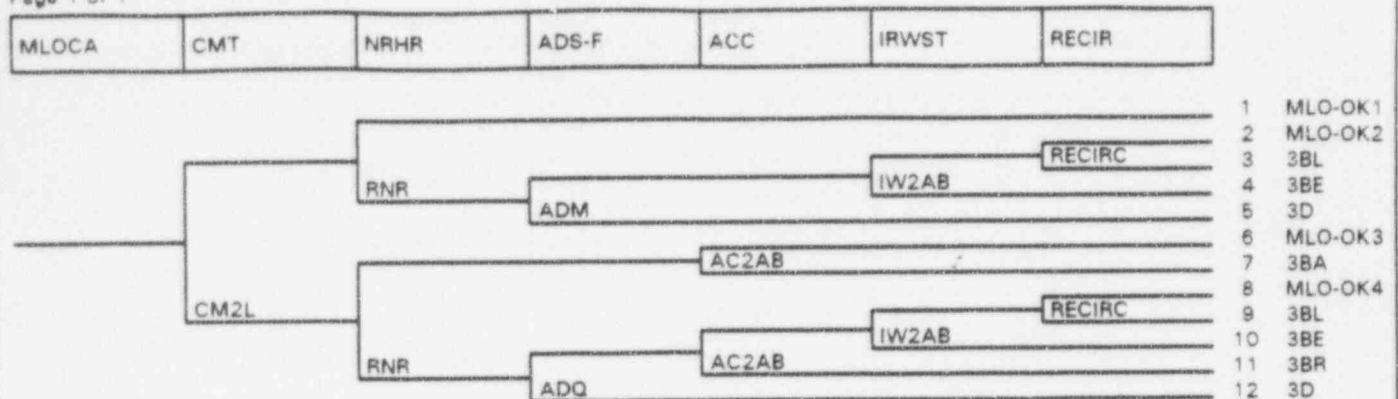 MLOCA CMT NRHR ADS-F ACC IRWST RECIR
1 MLO-OK1
2 MLO-OK2
RECIRC 3 3BL
RNR IW2AB 4 3BE
ADM 5 3D
6 MLO-OK3
AC2AB 7 3BA
8 MLO-OK4
CM2L RECIRC 9 3BL
IW2AB 10 3BE
RNR AC2AB 11 3BR
ADQ 12 3D